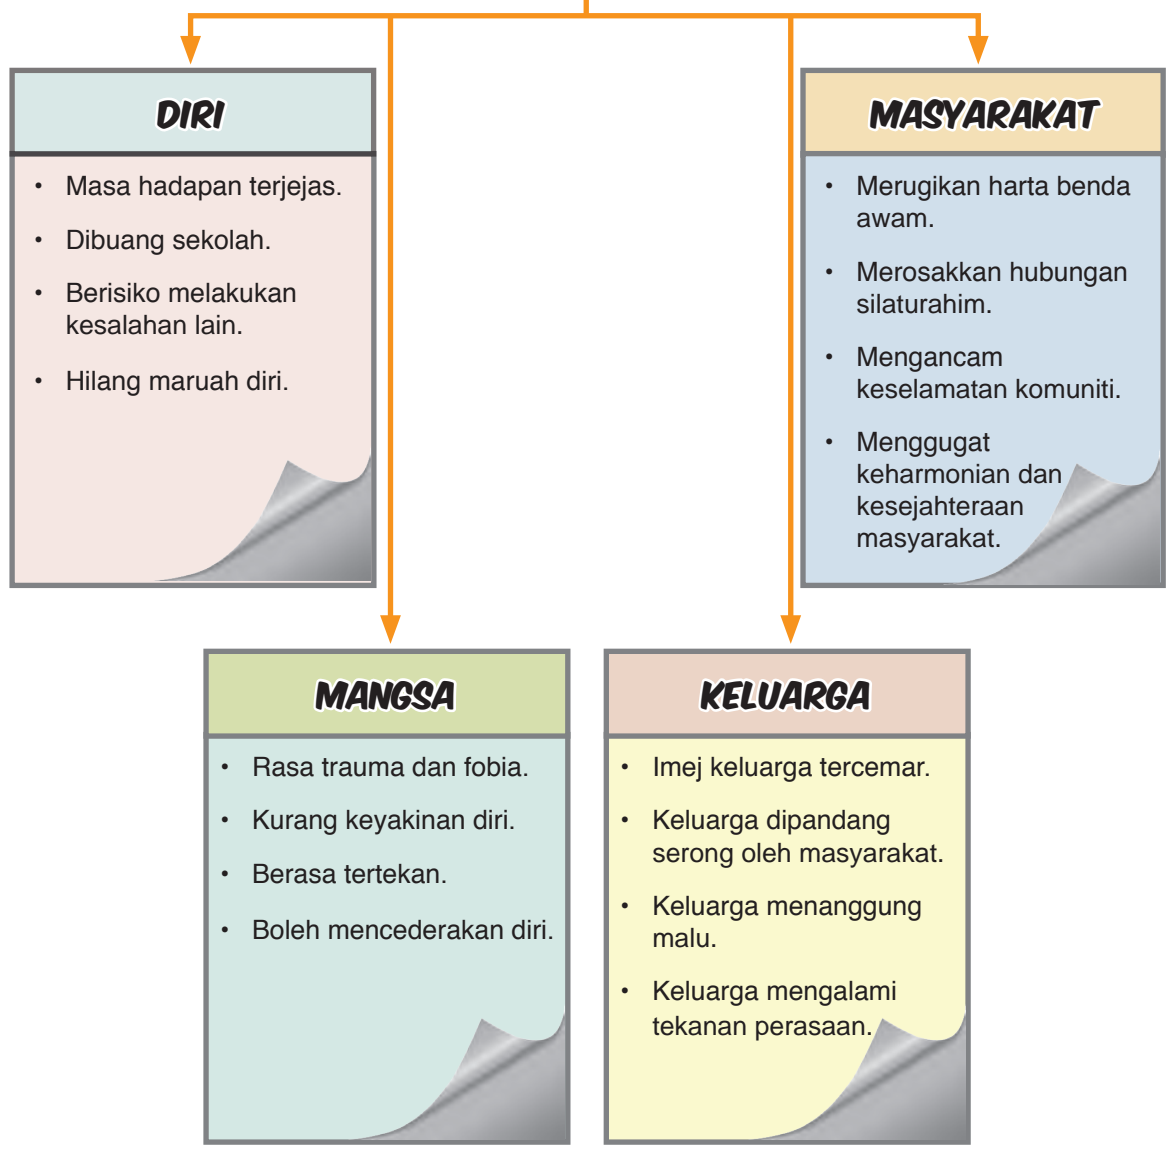 DIRI
• Masa hadapan terjejas.
• Dibuang sekolah.
• Berisiko melakukan
kesalahan lain.
• Hilang maruah diri.
MASYARAKAT
• Merugikan harta benda
awam.
• Merosakkan hubungan
silaturahim.
• Mengancam
keselamatan komuniti.
• Menggugat
keharmonian dan
kesejahteraan
masyarakat.
MANGSA
• Rasa trauma dan fobia.
• Kurang keyakinan diri.
• Berasa tertekan.
• Boleh mencederakan diri.
KELUARGA
• Imej keluarga tercemar.
• Keluarga dipandang
serong oleh masyarakat.
• Keluarga menanggung
malu.
• Keluarga mengalami
tekanan perasaan.